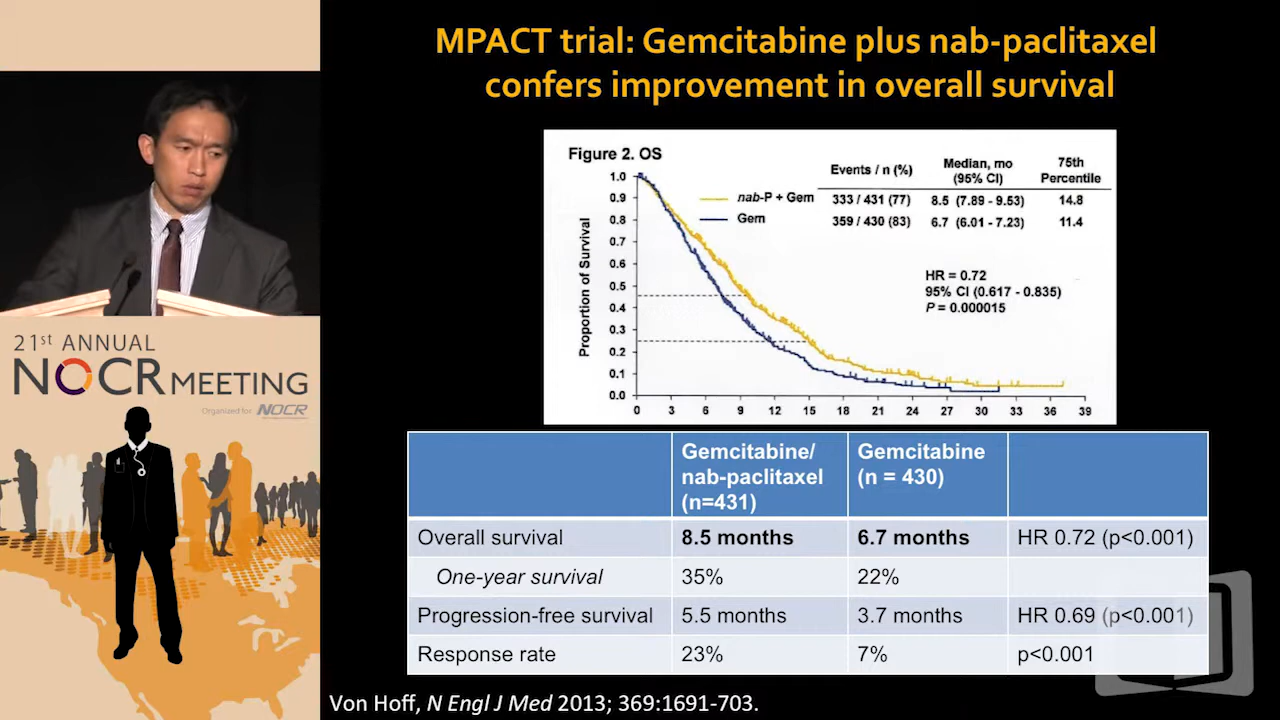 MPACT trial: Gemcitabine plus nab-paclitaxel
confers improvement in overall survival
Figure 2. OS
Events / n (%) Median, mo (95% CI) 75th Percentile
nab-P + Gem 333 / 431 (77) 8.5 (7.89 - 9.53) 14.8
Gem 359 / 430 (83) 6.7 (6.01 - 7.23) 11.4
HR = 0.72
95% CI (0.617 - 0.835)
P = 0.000015
Proportion of Survival
1.0
0.9
0.8
0.7
0.6
0.5
0.4
0.3
0.2
0.1
0.0
0 3 6 9 12 15 18 21 24 27 30 33 36 39
Gemcitabine/ nab-paclitaxel (n=431) Gemcitabine (n = 430)
Overall survival 8.5 months 6.7 months HR 0.72 (p<0.001)
One-year survival 35% 22%
Progression-free survival 5.5 months 3.7 months HR 0.69 (p<0.001)
Response rate 23% 7% p<0.001
Von Hoff, N Engl J Med 2013; 369:1691-703.
21st ANNUAL
NOCR MEETING
Organized for NOCR